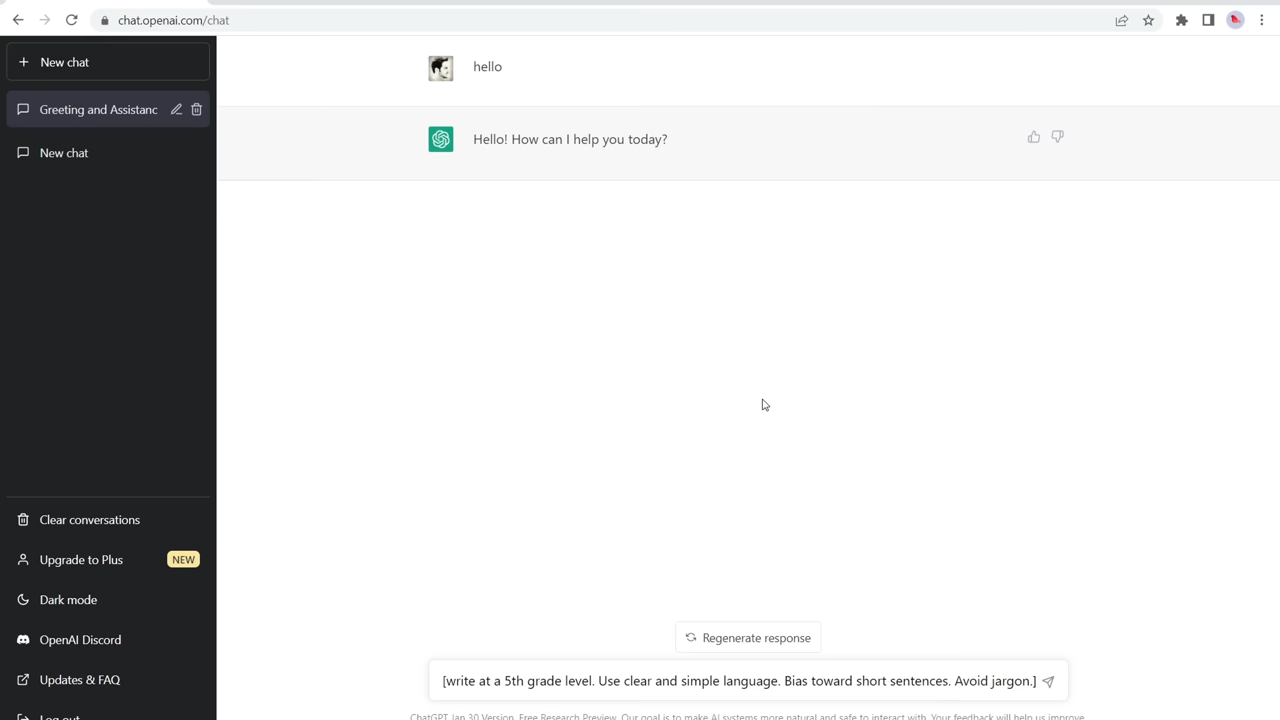 chat.openai.com/chat
New chat
hello
Greeting and Assistanc
Hello! How can I help you today?
New chat
Clear conversations
Upgrade to Plus NEW
Dark mode
Regenerate response
OpenAI Discord
[write at a 5th grade level. Use clear and simple language. Bias toward short sentences. Avoid jargon.]
Updates & FAQ
Log out
ChatGPT Jan 30 Version. Free Research Preview. Our goal is to make AI systems more natural and safe to interact with. Your feedback will help us improve